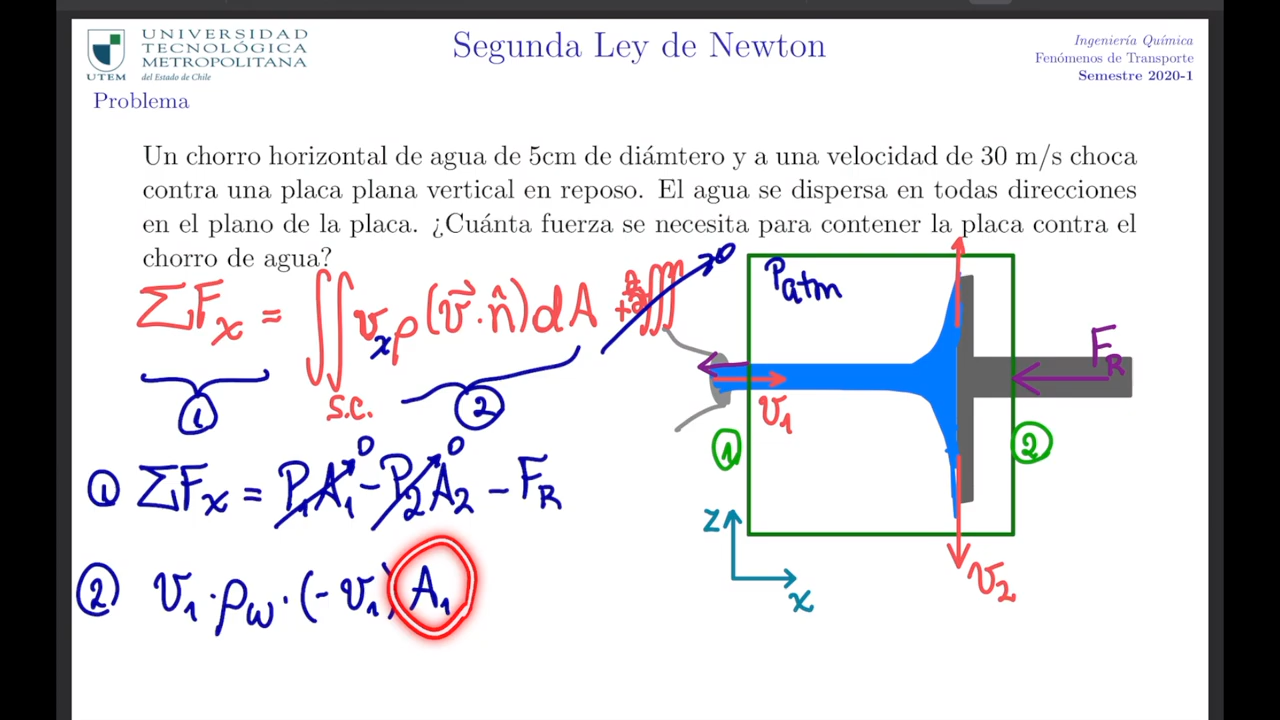 UNIVERSIDAD
TECNOLÓGICA
METROPOLITANA
del Estado de Chile
UTEM
Segunda Ley de Newton
Ingeniería Química
Fenómenos de Transporte
Semestre 2020-1
Problema
Un chorro horizontal de agua de 5cm de diámtero y a una velocidad de 30 m/s choca
contra una placa plana vertical en reposo. El agua se dispersa en todas direcciones
en el plano de la placa. ¿Cuánta fuerza se necesita para contener la placa contra el
chorro de agua?
ΣFx = ∬ vx ρ (v⃗·n̂) dA + ∂/∂t ∭ 0
S.C.
1
2
① ΣFx = P1A1 0 - P2A2 0 - FR
② v1 · ρw · (-v1) A1
Patm
FR
v1
1
2
z
x
v2